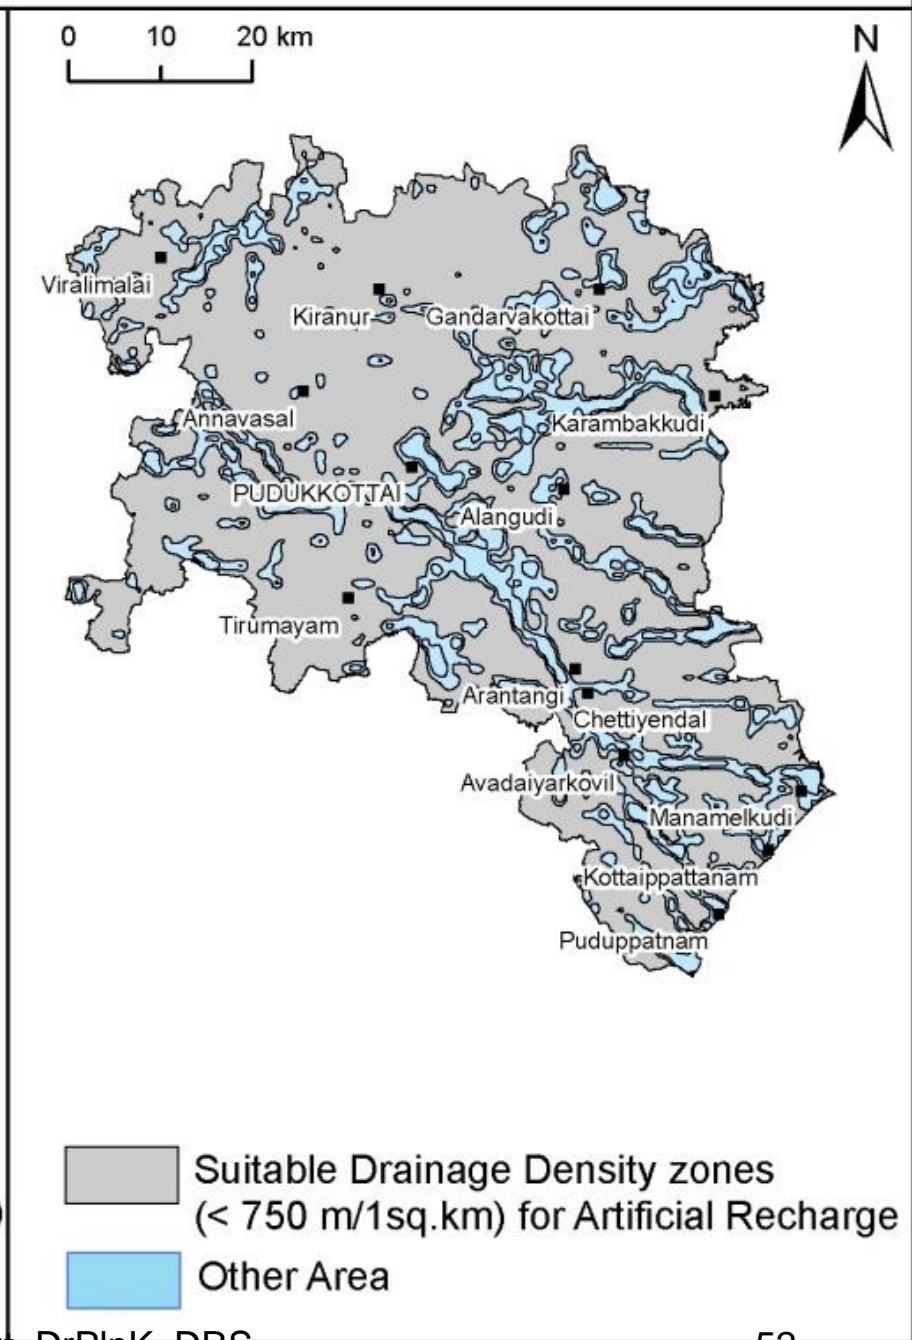 0 10 20 km
N
Viralimalai
Kiranur
Gandarvakottai
Annavasal
Karambakkudi
PUDUKKOTTAI
Alangudi
Tirumayam
Arantangi
Chettiyendal
Avadaiyarkovil
Manamelkudi
Kottaippattanam
Puduppatnam
Suitable Drainage Density zones
(< 750 m/1sq.km) for Artificial Recharge
)
Other Area